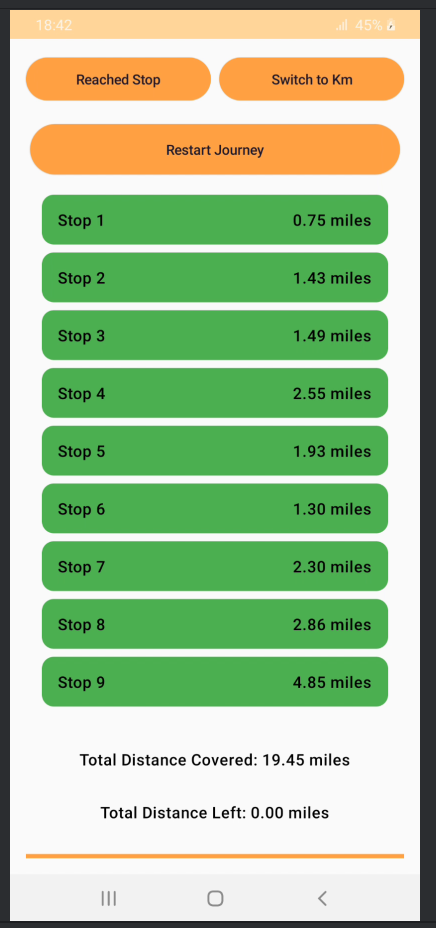 18:42 45%
Reached Stop Switch to Km
Restart Journey
Stop 1 0.75 miles
Stop 2 1.43 miles
Stop 3 1.49 miles
Stop 4 2.55 miles
Stop 5 1.93 miles
Stop 6 1.30 miles
Stop 7 2.30 miles
Stop 8 2.86 miles
Stop 9 4.85 miles
Total Distance Covered: 19.45 miles
Total Distance Left: 0.00 miles